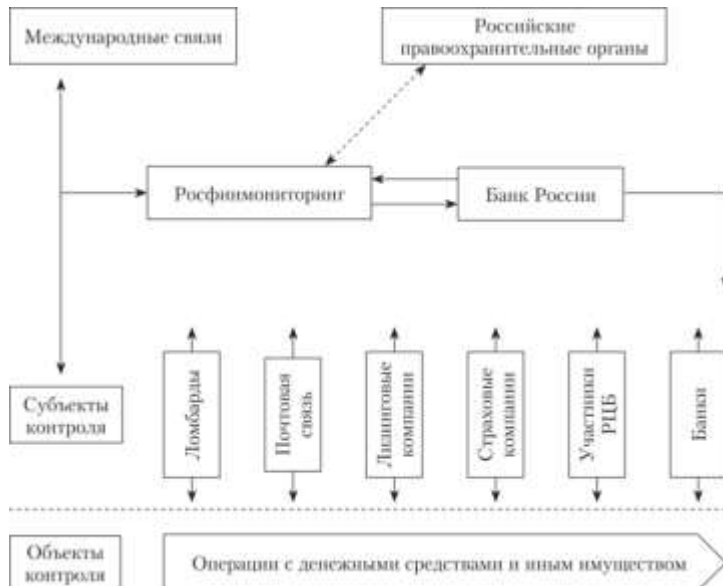 Международные связи
Российские
правоохранительные органы
Росфинмониторинг
Банк России
Субъекты
контроля
Ломбарды
Почтовая
связь
Лизинговые
компании
Страховые
компании
Участники
РЦБ
Банки
Объекты
контроля
Операции с денежными средствами и иным имуществом